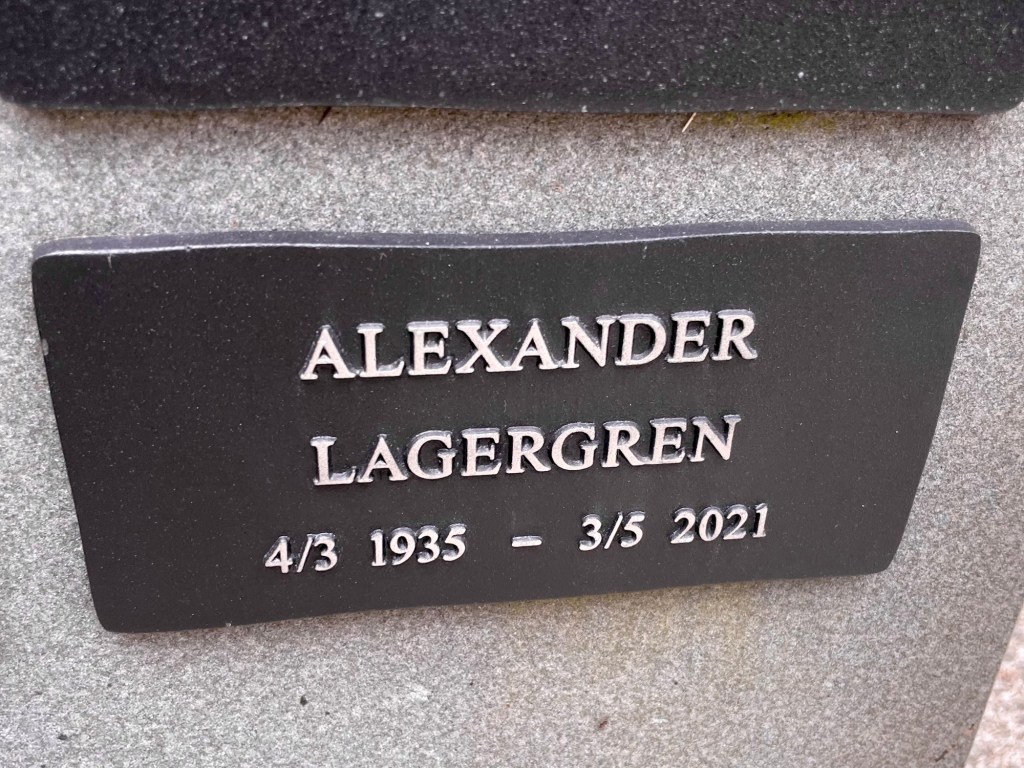 ALEXANDER
LAGERGREN
4/3 1935 – 3/5 2021